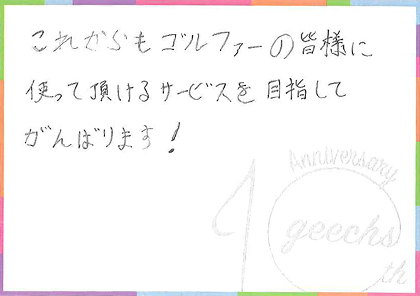 これからもゴルファーの皆様に
使って頂けるサービスを目指して
がんばります！
Anniversary
10th
geechs